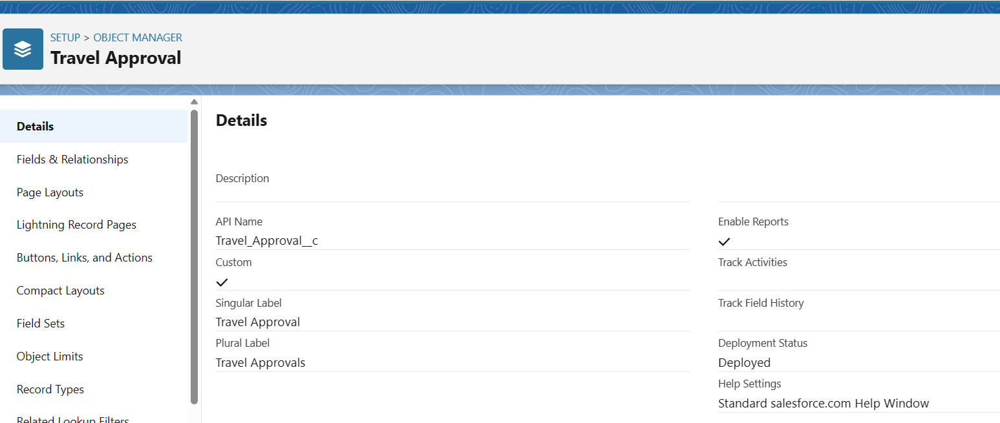 SETUP > OBJECT MANAGER
Travel Approval
Details
Fields & Relationships
Page Layouts
Lightning Record Pages
Buttons, Links, and Actions
Compact Layouts
Field Sets
Object Limits
Record Types
Related Lookup Filters
Details
Description
API Name
Travel_Approval__c
Custom
Singular Label
Travel Approval
Plural Label
Travel Approvals
Enable Reports
Track Activities
Track Field History
Deployment Status
Deployed
Help Settings
Standard salesforce.com Help Window